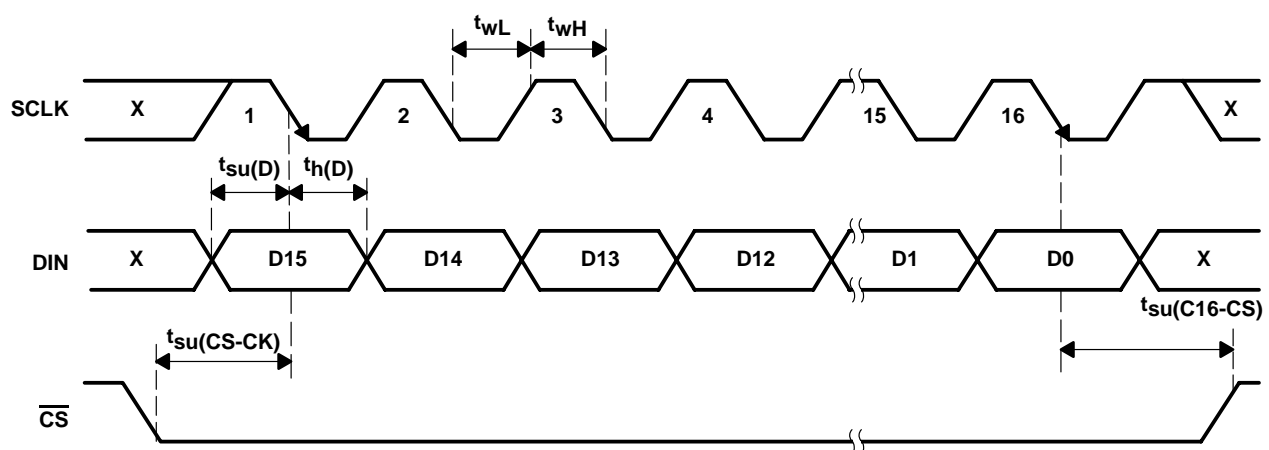 twL twH
SCLK X 1 2 3 4 15 16 X
tsu(D) th(D)
DIN X D15 D14 D13 D12 D1 D0 X
tsu(C16-CS)
tsu(CS-CK)
CS